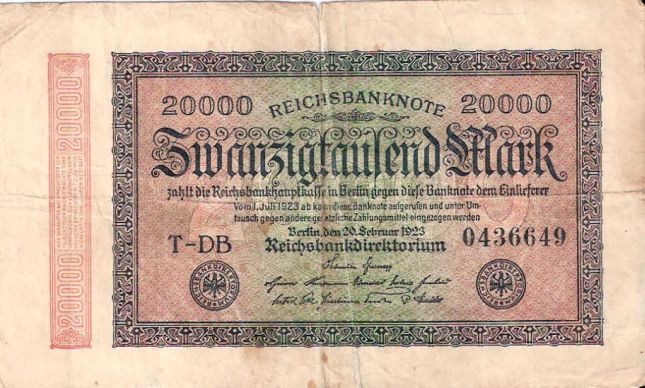 20000 REICHSBANKNOTE 20000
Zwanzigtausend Mark
zahlt die Reichsbankhauptkasse in Berlin gegen diese Banknote dem Einlieferer
Vom 1. Juli 1923 ab kann diese Banknote aufgerufen und unter Um-
tausch gegen andere gesetzliche Zahlungsmittel eingezogen werden
Berlin, den 20. Februar 1923
T-DB Reichsbankdirektorium 0436649
20000
20000